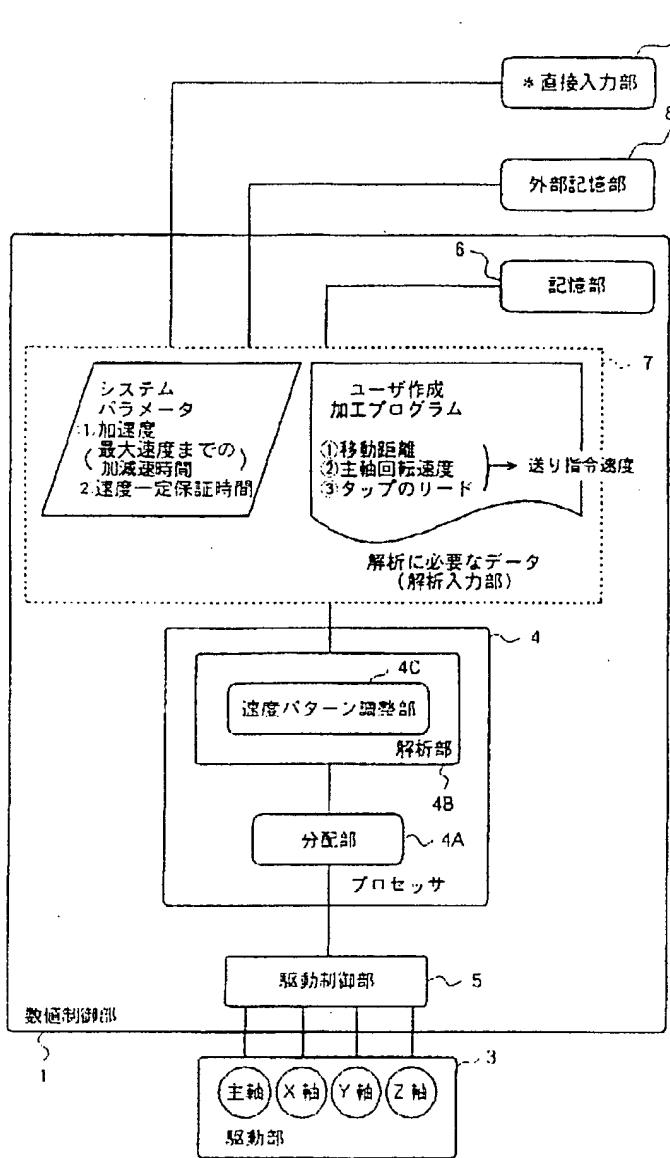 *直接入力部
8
外部記憶部
6
記憶部
7
システム
パラメータ
1.加速度
(最大速度までの
加減速時間)
2.速度一定保証時間
ユーザ作成
加工プログラム
①移動距離
②主軸回転速度
③タップのリード
→ 送り指令速度
解析に必要なデータ
(解析入力部)
4
4C
速度パターン調整部
解析部
4B
分配部
4A
プロセッサ
駆動制御部
5
数値制御部
1
3
主軸
X軸
Y軸
Z軸
駆動部